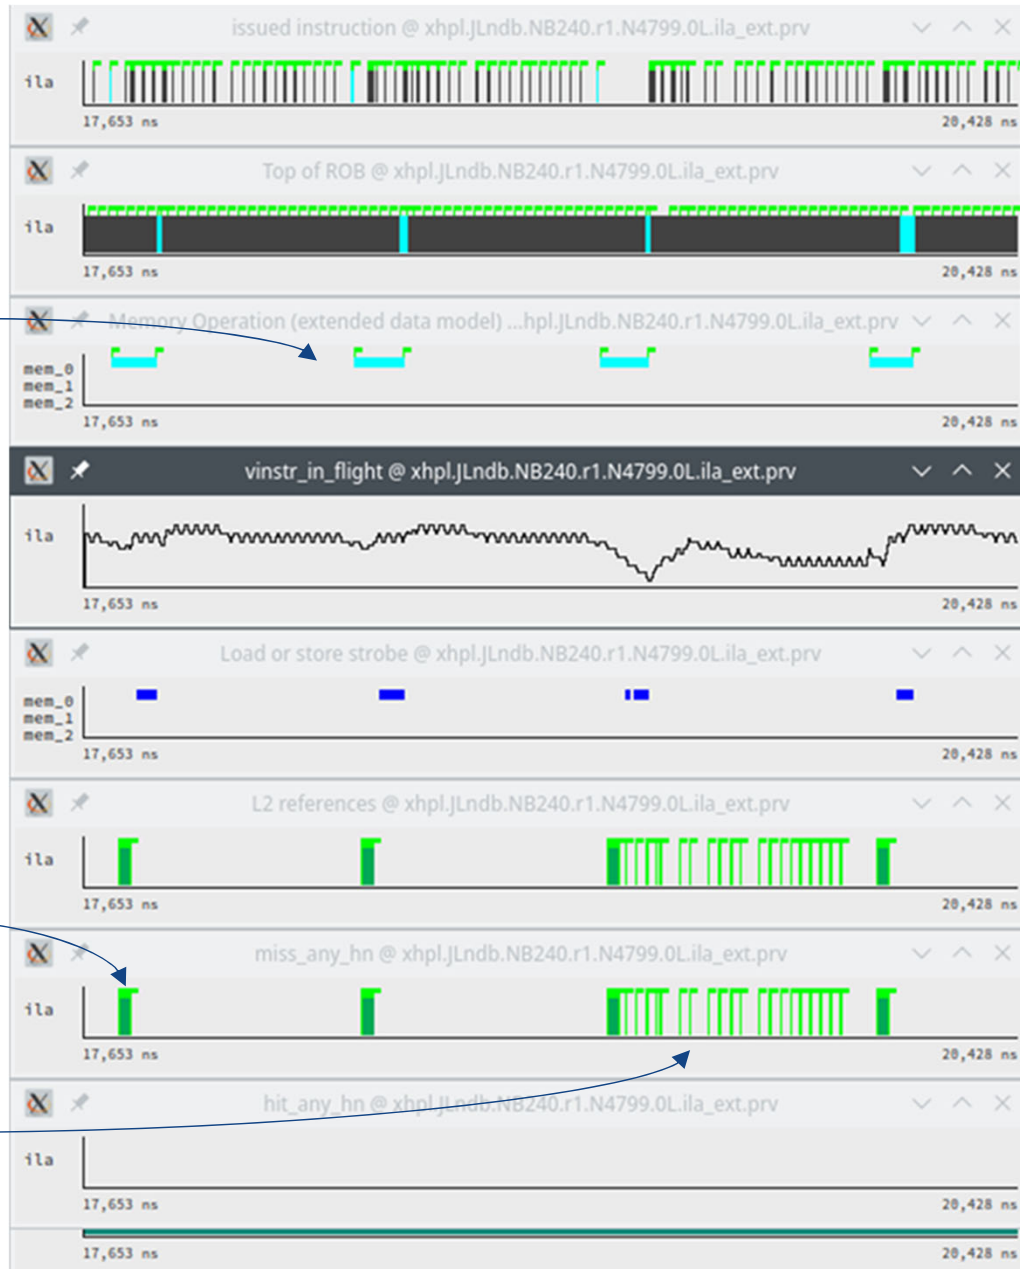 issued instruction @ xhpl.JLndb.NB240.r1.N4799.0L.ila_ext.prv
ila
17,653 ns 20,428 ns
Top of ROB @ xhpl.JLndb.NB240.r1.N4799.0L.ila_ext.prv
ila
17,653 ns 20,428 ns
Memory Operation (extended data model) ...hpl.JLndb.NB240.r1.N4799.0L.ila_ext.prv
mem_0
mem_1
mem_2
17,653 ns 20,428 ns
vinstr_in_flight @ xhpl.JLndb.NB240.r1.N4799.0L.ila_ext.prv
ila
17,653 ns 20,428 ns
Load or store strobe @ xhpl.JLndb.NB240.r1.N4799.0L.ila_ext.prv
mem_0
mem_1
mem_2
17,653 ns 20,428 ns
L2 references @ xhpl.JLndb.NB240.r1.N4799.0L.ila_ext.prv
ila
17,653 ns 20,428 ns
miss_any_hn @ xhpl.JLndb.NB240.r1.N4799.0L.ila_ext.prv
ila
17,653 ns 20,428 ns
hit_any_hn @ xhpl.JLndb.NB240.r1.N4799.0L.ila_ext.prv
ila
17,653 ns 20,428 ns
17,653 ns 20,428 ns